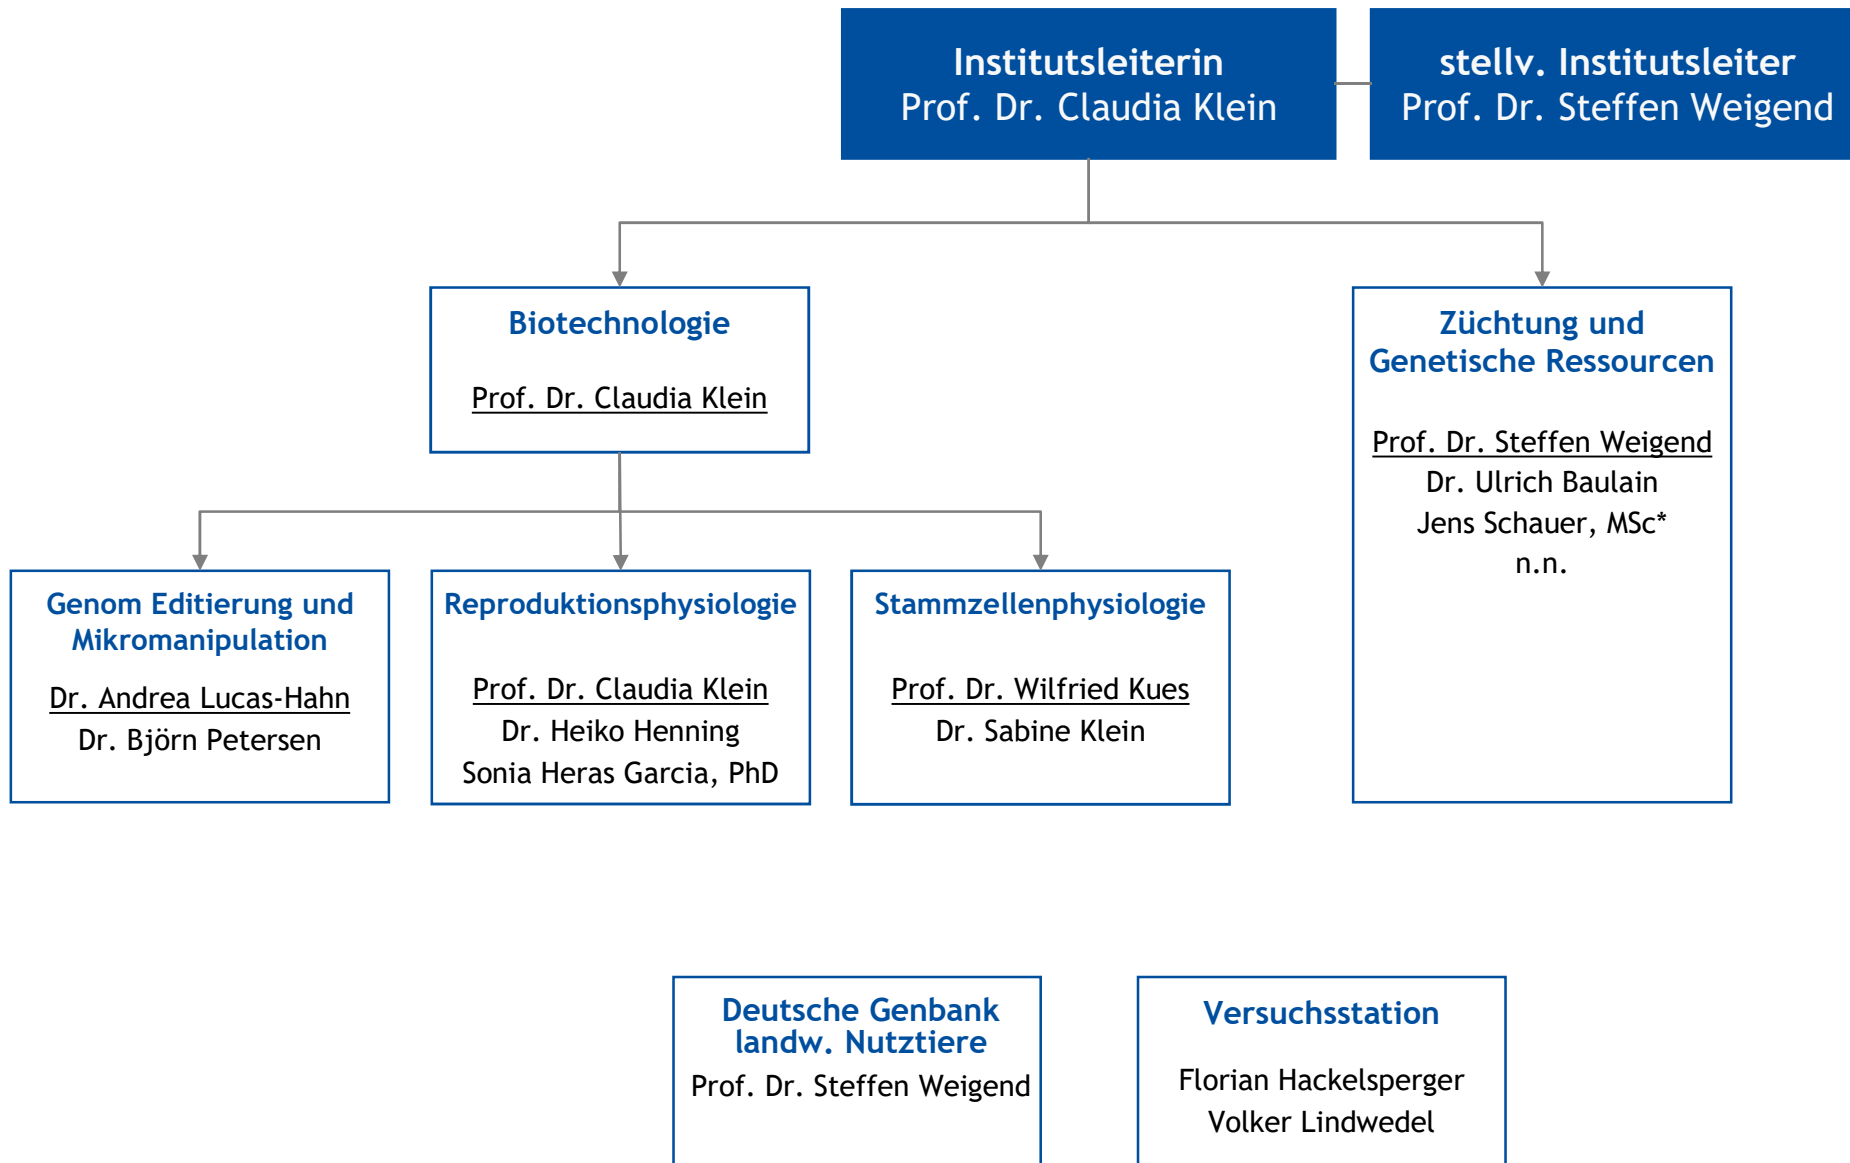 Institutsleiterin
Prof. Dr. Claudia Klein
stellv. Institutsleiter
Prof. Dr. Steffen Weigend
Biotechnologie
Prof. Dr. Claudia Klein
Züchtung und
Genetische Ressourcen
Prof. Dr. Steffen Weigend
Dr. Ulrich Baulain
Jens Schauer, MSc*
n.n.
Genom Editierung und
Mikromanipulation
Dr. Andrea Lucas-Hahn
Dr. Björn Petersen
Reproduktionsphysiologie
Prof. Dr. Claudia Klein
Dr. Heiko Henning
Sonia Heras Garcia, PhD
Stammzellenphysiologie
Prof. Dr. Wilfried Kues
Dr. Sabine Klein
Deutsche Genbank
landw. Nutztiere
Prof. Dr. Steffen Weigend
Versuchsstation
Florian Hackelsperger
Volker Lindwedel